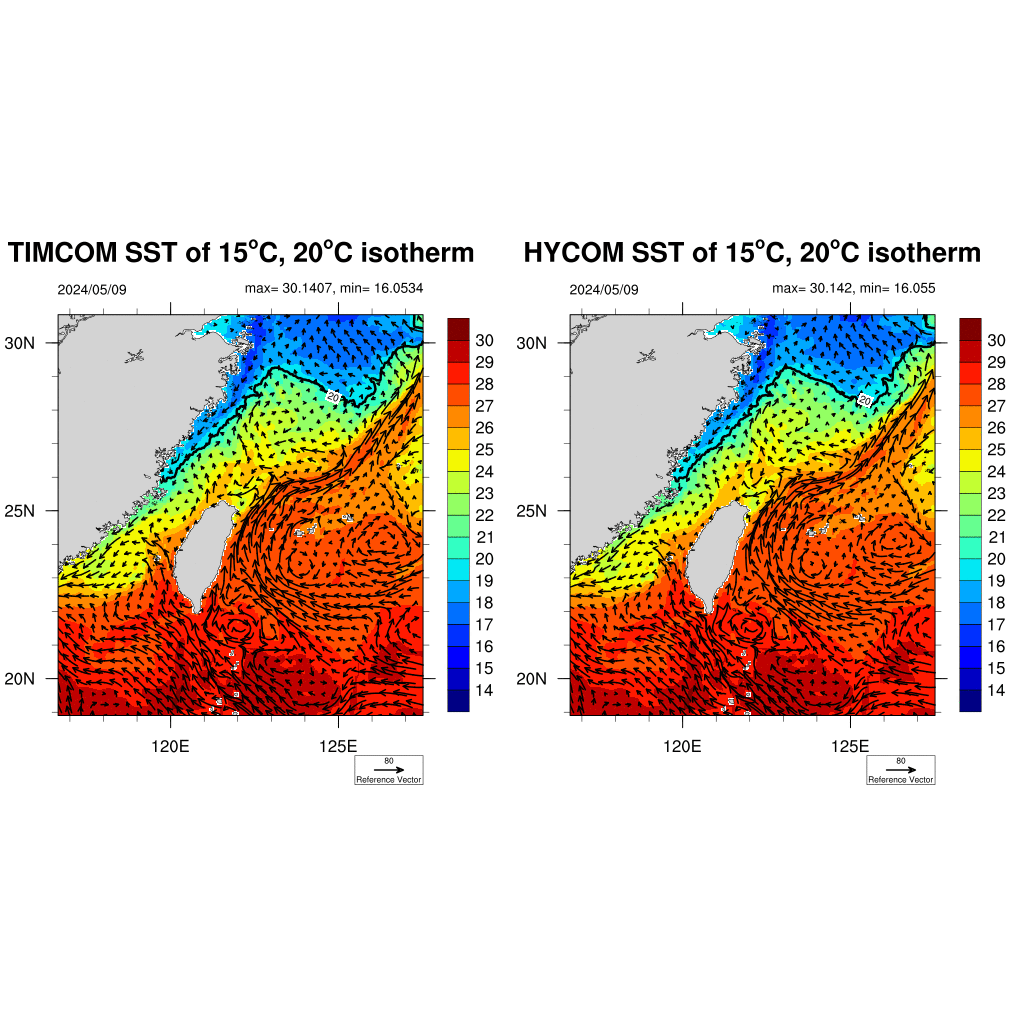 TIMCOM SST of 15°C, 20°C isotherm
2024/05/09 max= 30.1407, min= 16.0534
30N
25N
20N
120E 125E
20
30
29
28
27
26
25
24
23
22
21
20
19
18
17
16
15
14
80
Reference Vector
HYCOM SST of 15°C, 20°C isotherm
2024/05/09 max= 30.142, min= 16.055
30N
25N
20N
120E 125E
20
30
29
28
27
26
25
24
23
22
21
20
19
18
17
16
15
14
80
Reference Vector